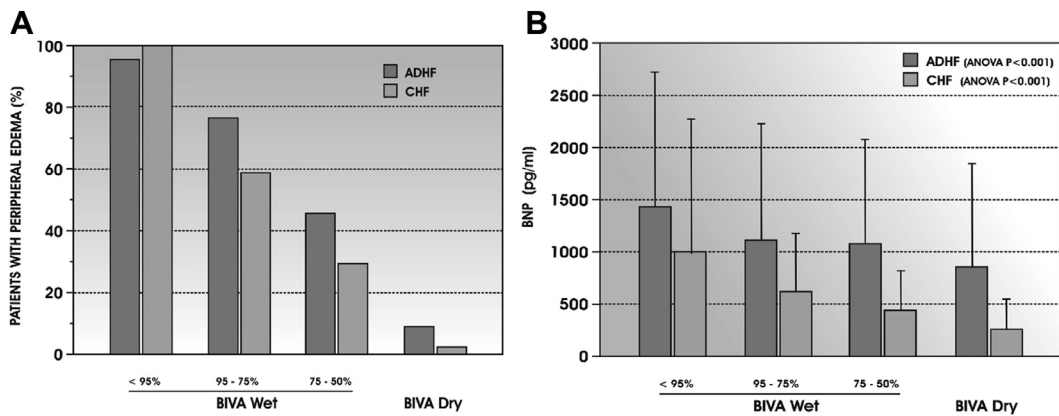 A
PATIENTS WITH PERIPHERAL EDEMA (%)
100
80
60
40
20
0
ADHF
CHF
< 95%
95 - 75%
75 - 50%
BIVA Wet
BIVA Dry
B
BNP (pg/ml)
3000
2500
2000
1500
1000
500
0
ADHF (ANOVA P<0.001)
CHF (ANOVA P<0.001)
< 95%
95 - 75%
75 - 50%
BIVA Wet
BIVA Dry